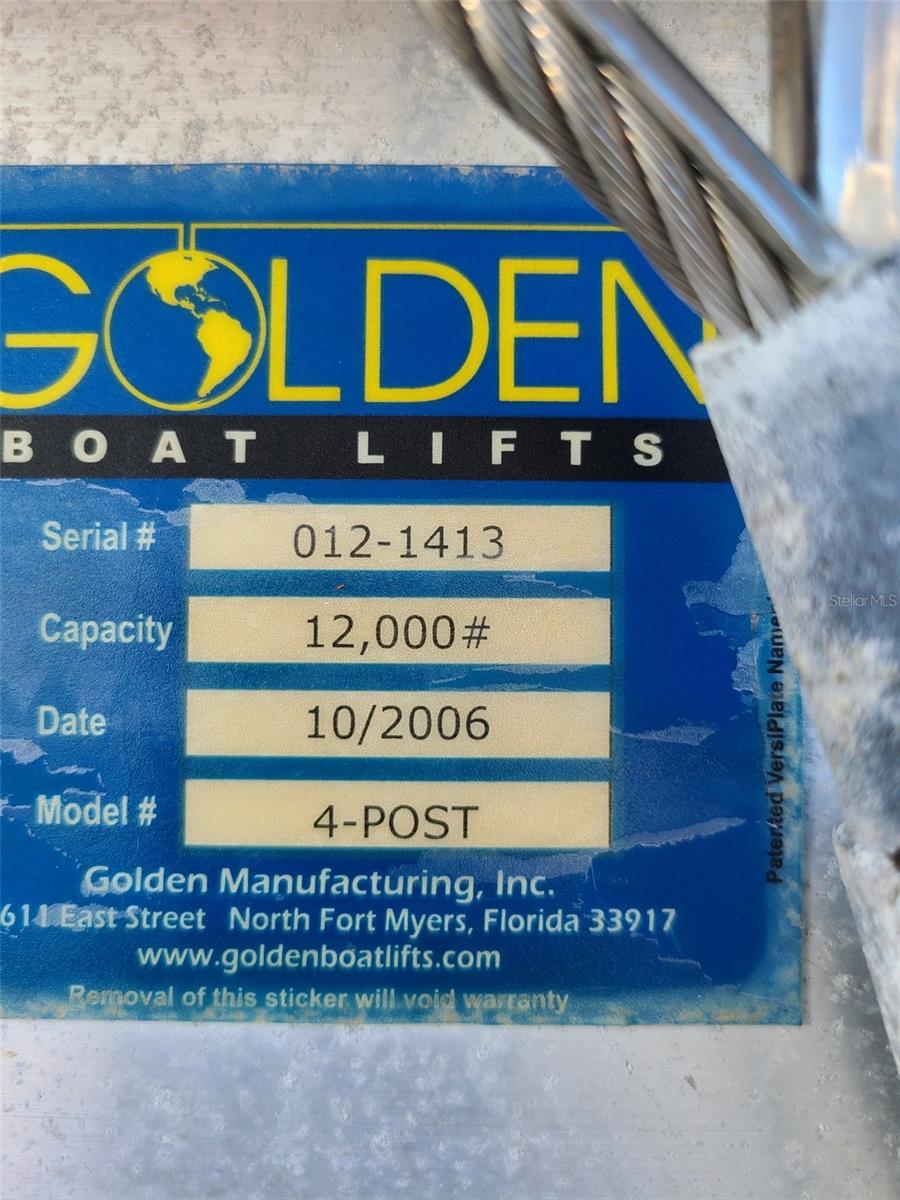 GOLDEN
BOAT LIFTS
Serial # 012-1413
Capacity 12,000#
Date 10/2006
Model # 4-POST
Golden Manufacturing, Inc.
611 East Street North Fort Myers, Florida 33917
www.goldenboatlifts.com
Removal of this sticker will void warranty
Patented VersiPlate Name
StellarMLS